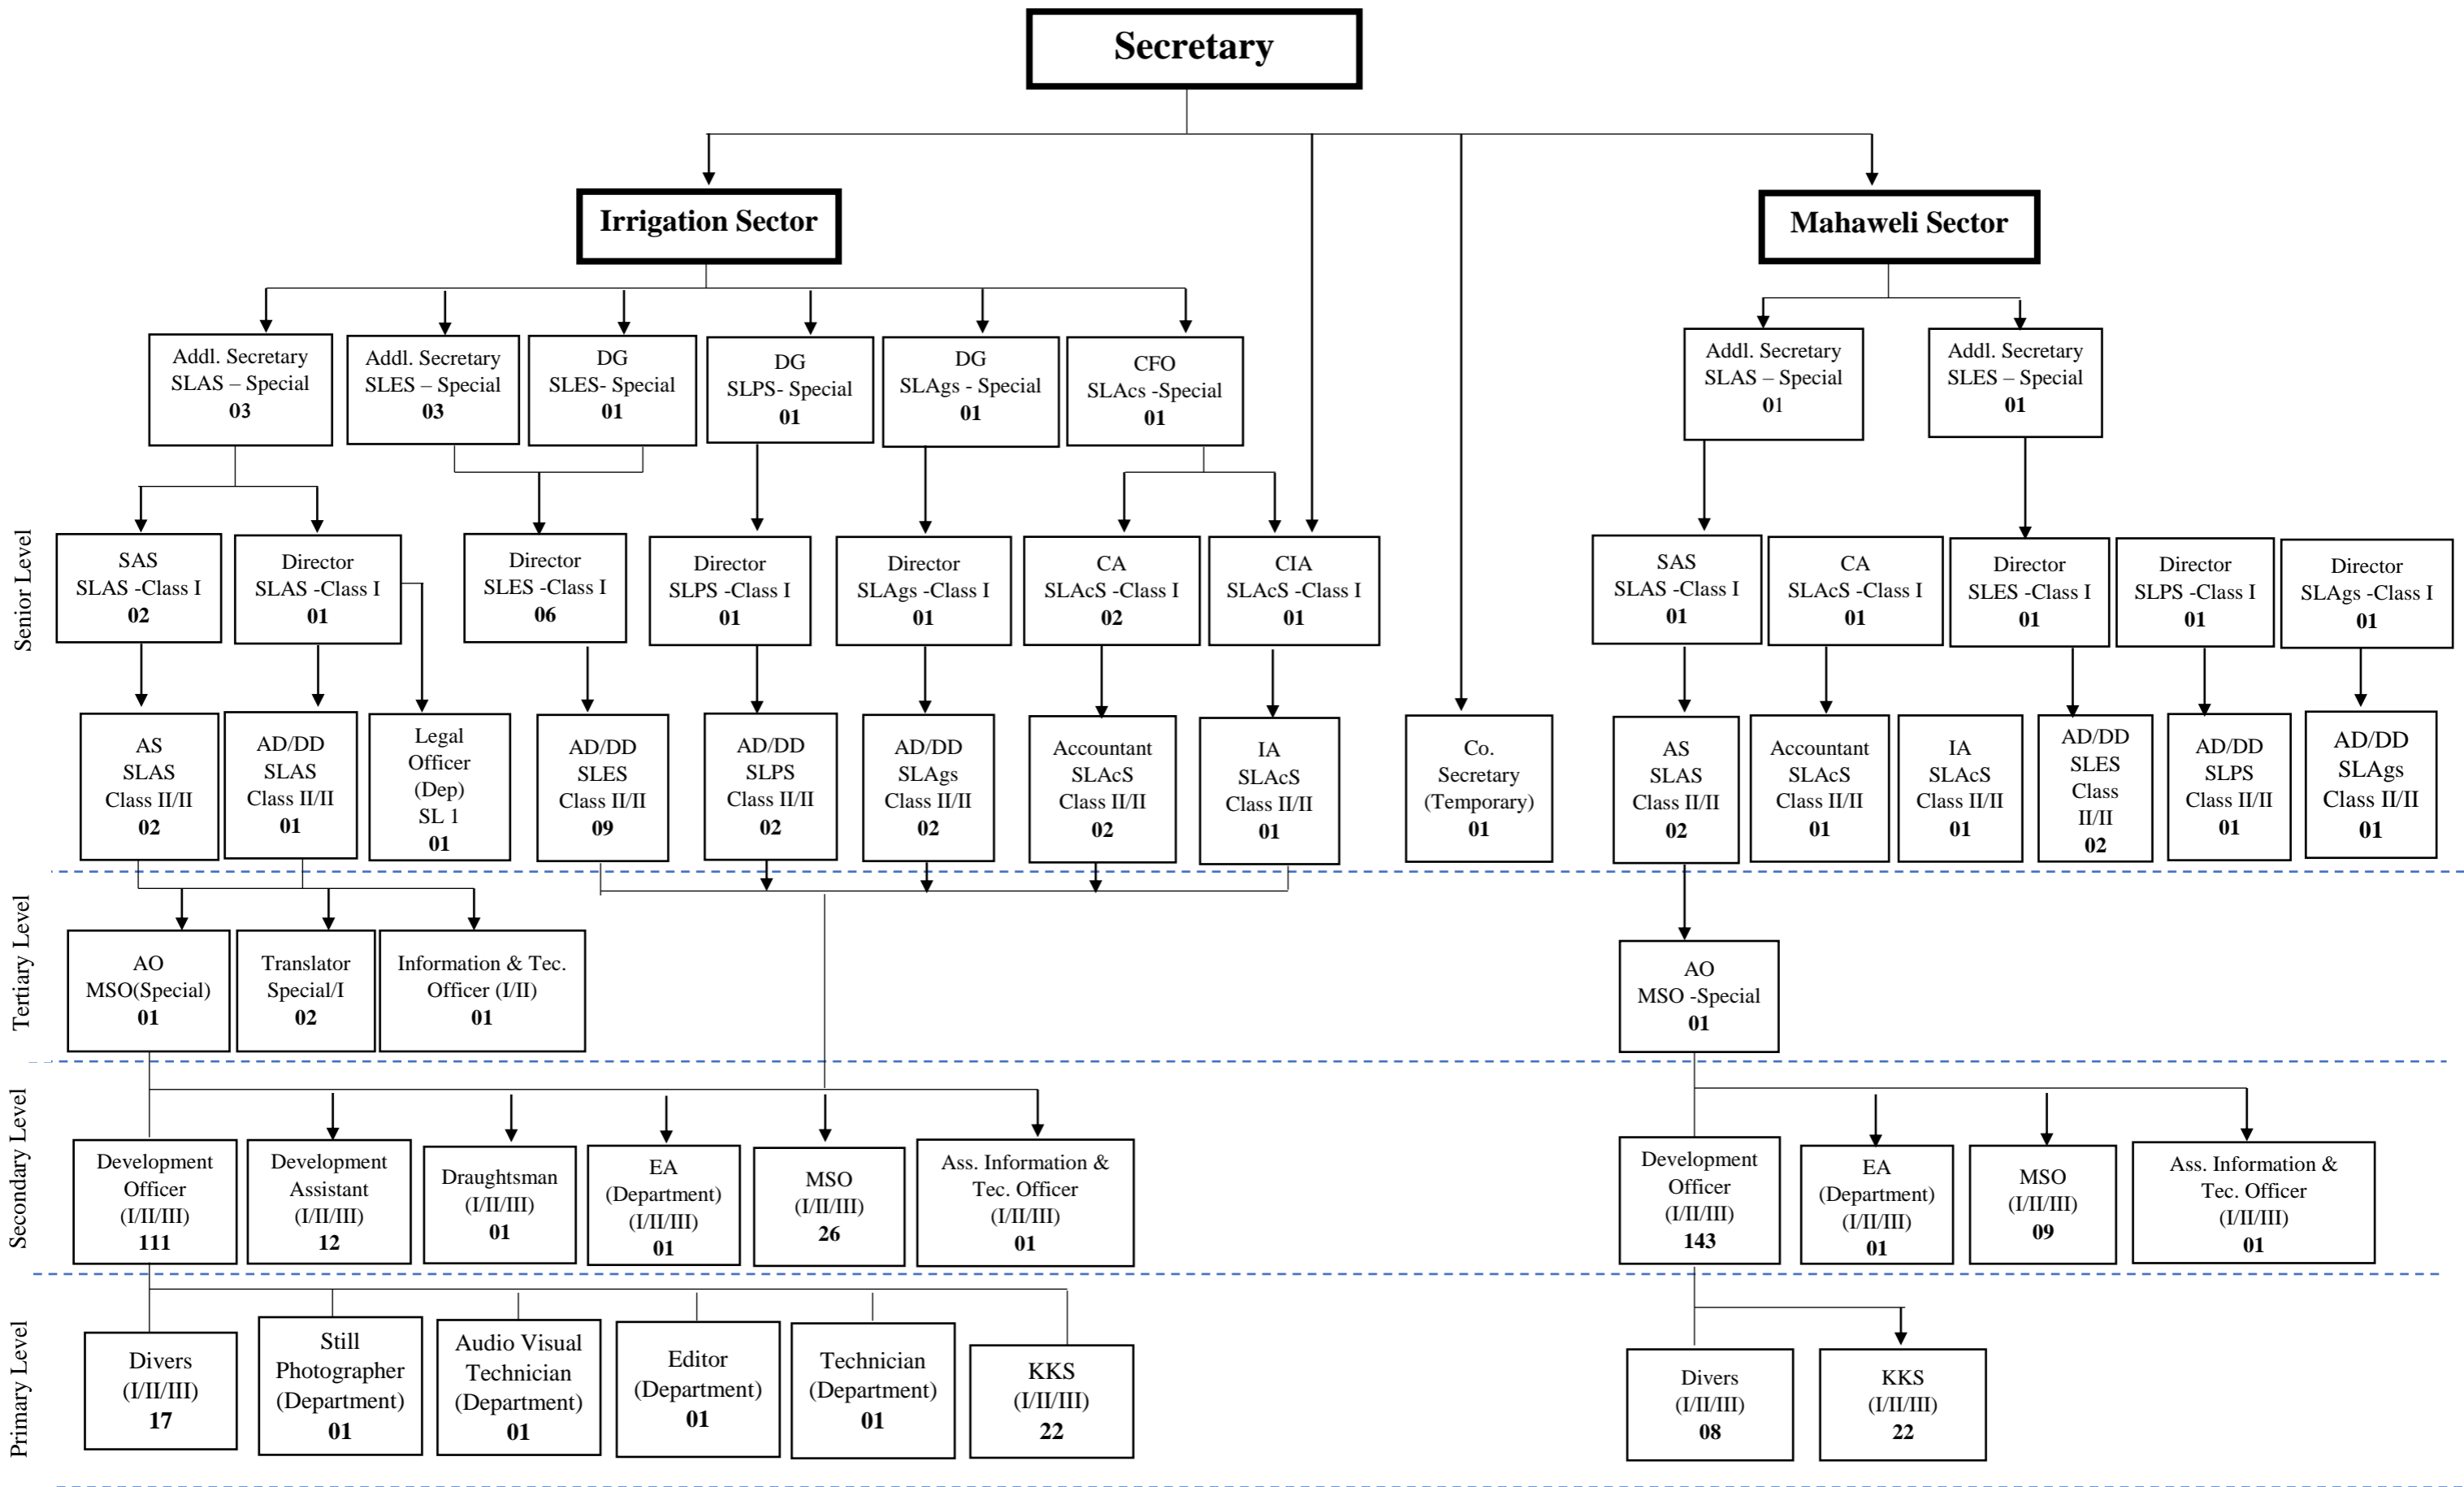 Secretary
Irrigation Sector
Mahaweli Sector
Addl. Secretary
SLAS – Special
03
Addl. Secretary
SLES – Special
03
DG
SLES- Special
01
DG
SLPS- Special
01
DG
SLAgs - Special
01
CFO
SLAcs -Special
01
Addl. Secretary
SLAS – Special
01
Addl. Secretary
SLES – Special
01
Senior Level
SAS
SLAS -Class I
02
Director
SLAS -Class I
01
Director
SLES -Class I
06
Director
SLPS -Class I
01
Director
SLAgs -Class I
01
CA
SLAcS -Class I
02
CIA
SLAcS -Class I
01
SAS
SLAS -Class I
01
CA
SLAcS -Class I
01
Director
SLES -Class I
01
Director
SLPS -Class I
01
Director
SLAgs -Class I
01
AS
SLAS
Class II/II
02
AD/DD
SLAS
Class II/II
01
Legal
Officer
(Dep)
SL 1
01
AD/DD
SLES
Class II/II
09
AD/DD
SLPS
Class II/II
02
AD/DD
SLAgs
Class II/II
02
Accountant
SLAcS
Class II/II
02
IA
SLAcS
Class II/II
01
Co.
Secretary
(Temporary)
01
AS
SLAS
Class II/II
02
Accountant
SLAcS
Class II/II
01
IA
SLAcS
Class II/II
01
AD/DD
SLES
Class
II/II
02
AD/DD
SLPS
Class II/II
01
AD/DD
SLAgs
Class II/II
01
Tertiary Level
AO
MSO(Special)
01
Translator
Special/I
02
Information & Tec.
Officer (I/II)
01
AO
MSO -Special
01
Secondary Level
Development
Officer
(I/II/III)
111
Development
Assistant
(I/II/III)
12
Draughtsman
(I/II/III)
01
EA
(Department)
(I/II/III)
01
MSO
(I/II/III)
26
Ass. Information &
Tec. Officer
(I/II/III)
01
Development
Officer
(I/II/III)
143
EA
(Department)
(I/II/III)
01
MSO
(I/II/III)
09
Ass. Information &
Tec. Officer
(I/II/III)
01
Primary Level
Divers
(I/II/III)
17
Still
Photographer
(Department)
01
Audio Visual
Technician
(Department)
01
Editor
(Department)
01
Technician
(Department)
01
KKS
(I/II/III)
22
Divers
(I/II/III)
08
KKS
(I/II/III)
22